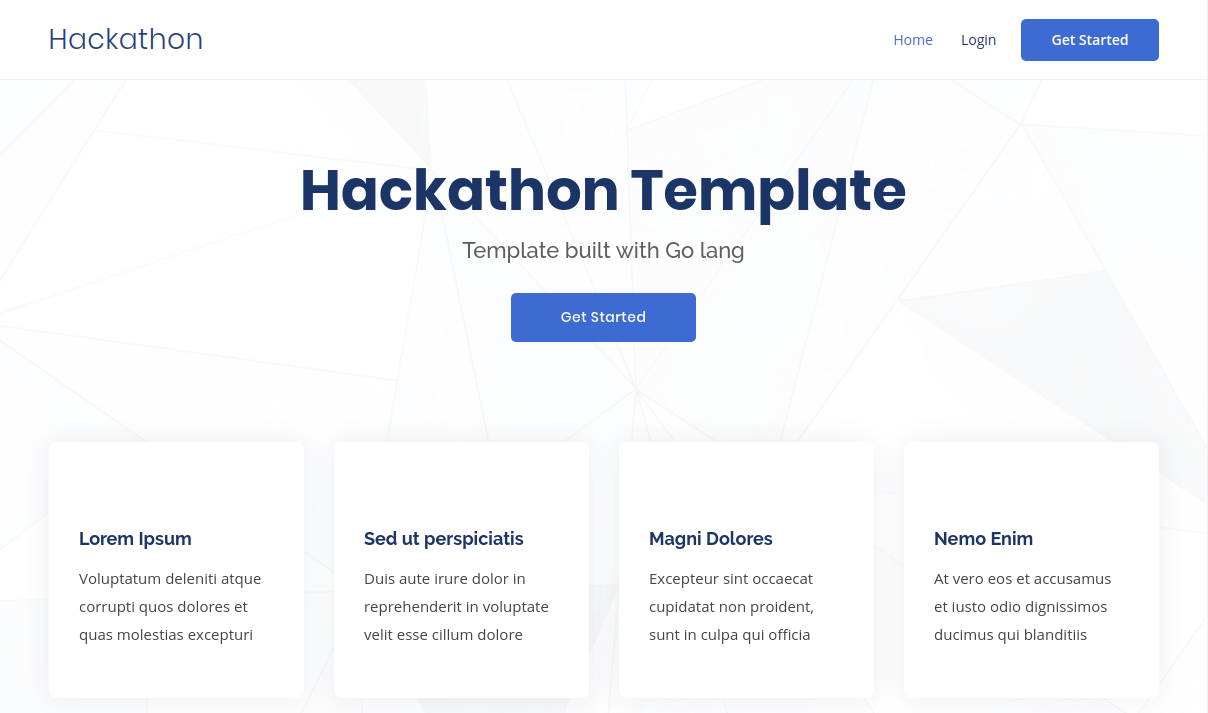 Hackathon
Home
Login
Get Started
Hackathon Template
Template built with Go lang
Get Started
Lorem Ipsum
Voluptatum deleniti atque
corrupti quos dolores et
quas molestias excepturi
Sed ut perspiciatis
Duis aute irure dolor in
reprehenderit in voluptate
velit esse cillum dolore
Magni Dolores
Excepteur sint occaecat
cupidatat non proident,
sunt in culpa qui officia
Nemo Enim
At vero eos et accusamus
et iusto odio dignissimos
ducimus qui blanditiis